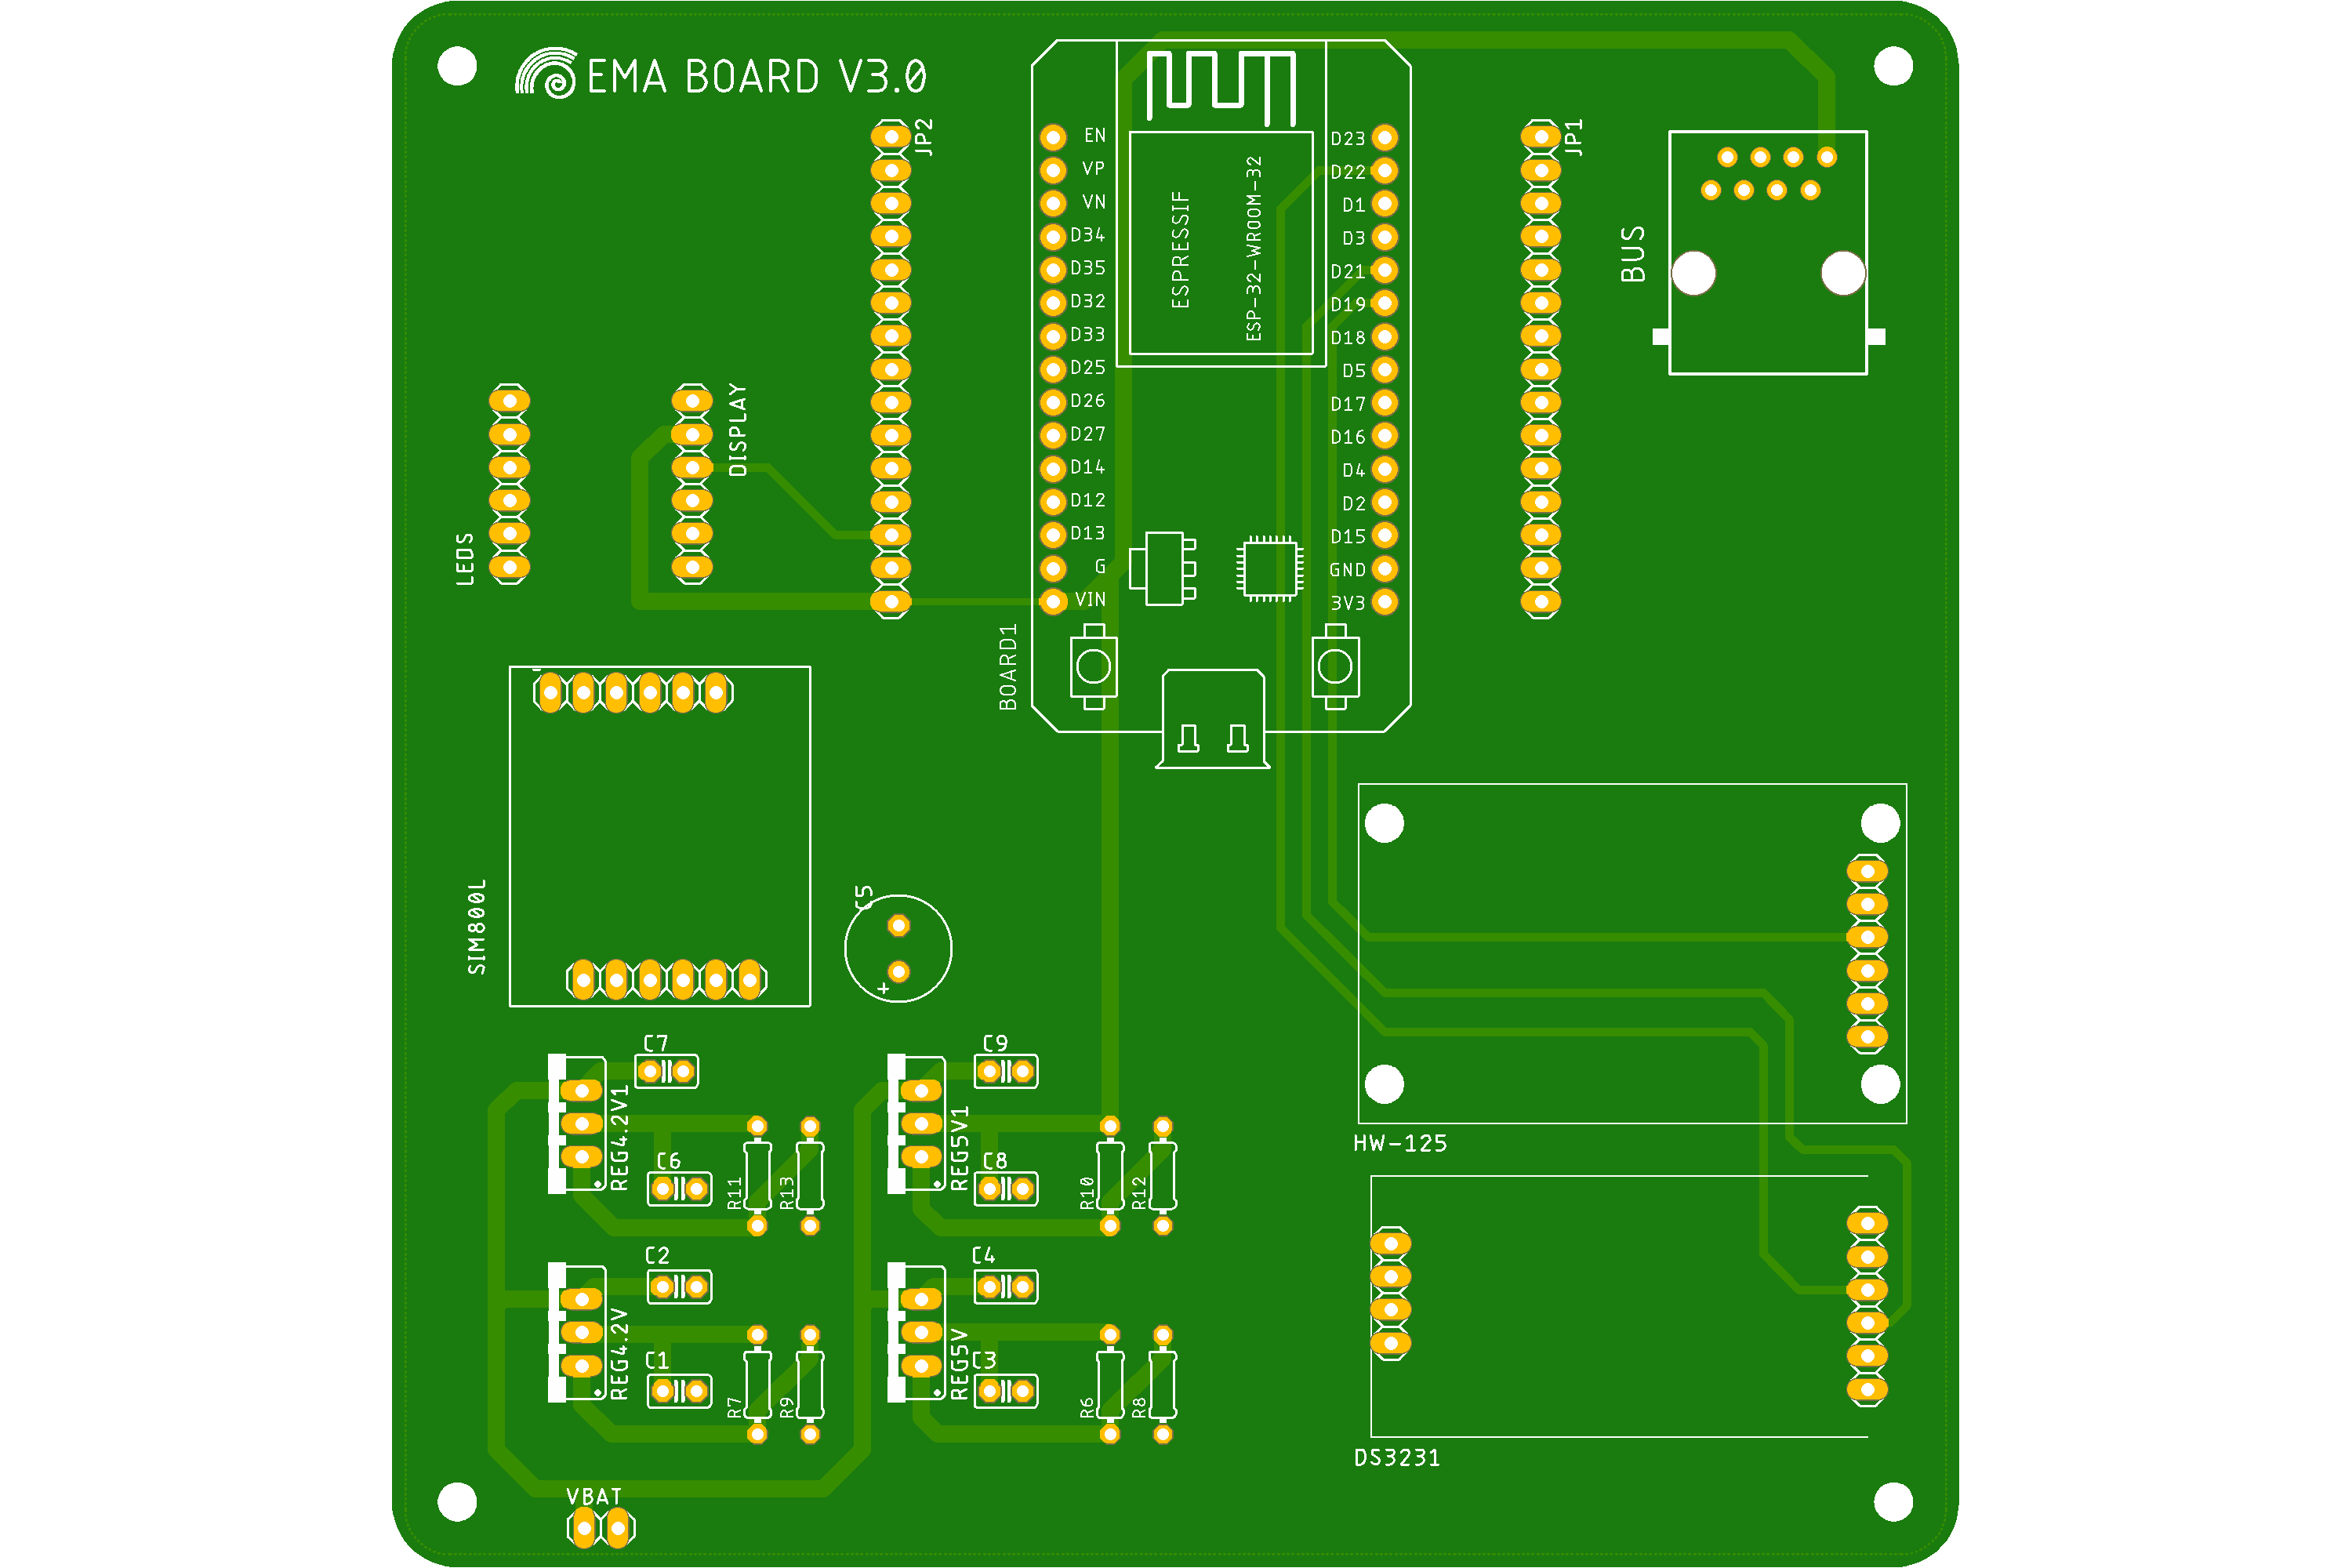 EMA BOARD V3.0
JP2
JP1
EN
VP
VN
D34
D35
D32
D33
D25
D26
D27
D14
D12
D13
G
VIN
D23
D22
D1
D3
D21
D19
D18
D5
D17
D16
D4
D2
D15
GND
3V3
ESPRESSIF
ESP-32-WROOM-32
BUS
DISPLAY
LEDS
BOARD1
SIM800L
C5
+
C7
C9
REG4.2V1
REG5V1
C6
C8
R11
R13
R10
R12
HW-125
C2
C4
REG4.2V
REG5V
C1
C3
R7
R9
R6
R8
DS3231
VBAT